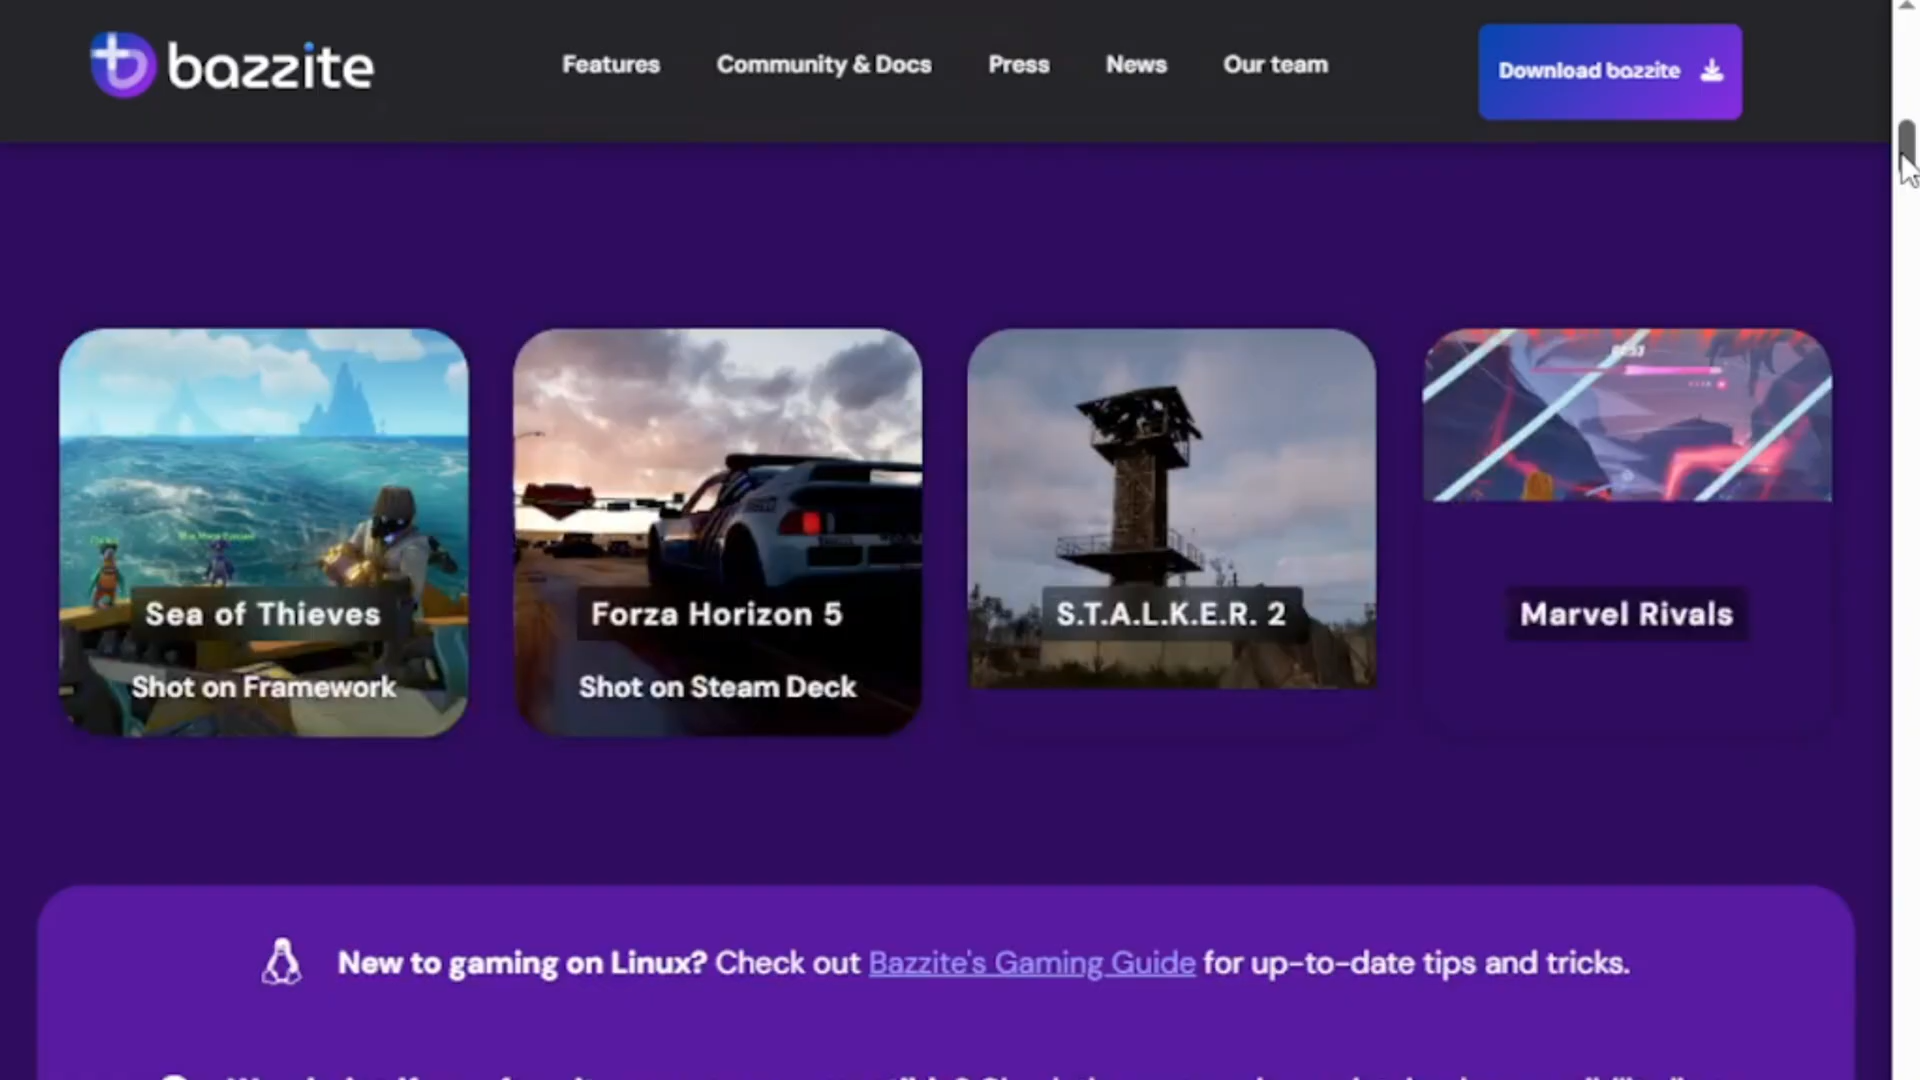 bazzite
Features
Community & Docs
Press
News
Our team
Download bazzite
Sea of Thieves
Shot on Framework
Forza Horizon 5
Shot on Steam Deck
S.T.A.L.K.E.R. 2
Marvel Rivals
New to gaming on Linux? Check out Bazzite's Gaming Guide for up-to-date tips and tricks.